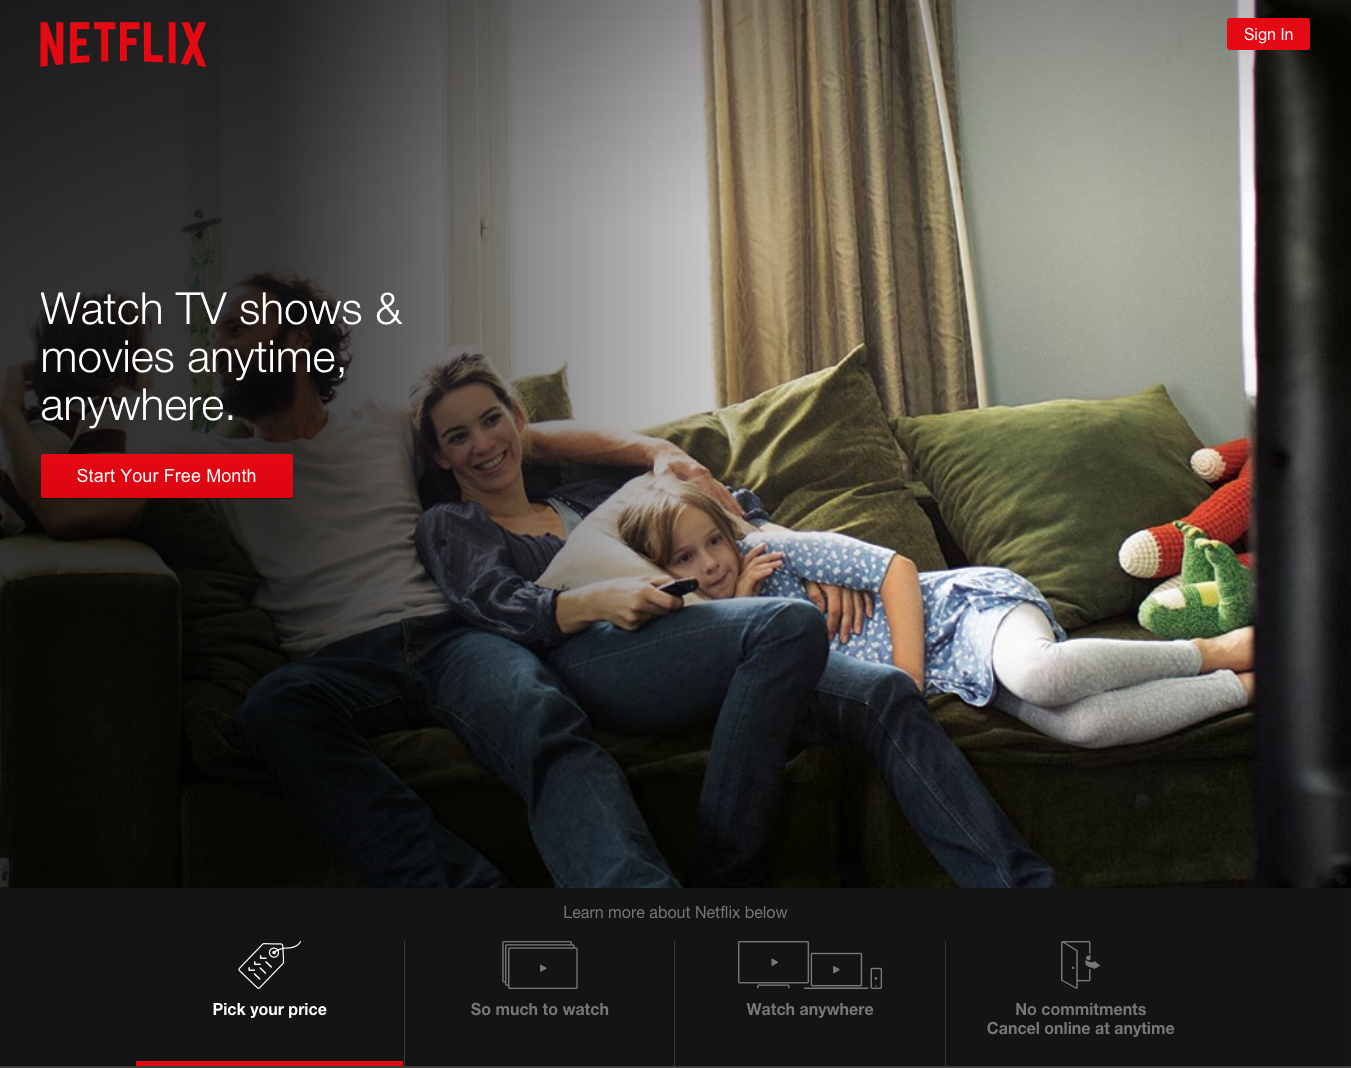 NETFLIX
Sign In
Watch TV shows &
movies anytime,
anywhere.
Start Your Free Month
Learn more about Netflix below
Pick your price
So much to watch
Watch anywhere
No commitments
Cancel online at anytime